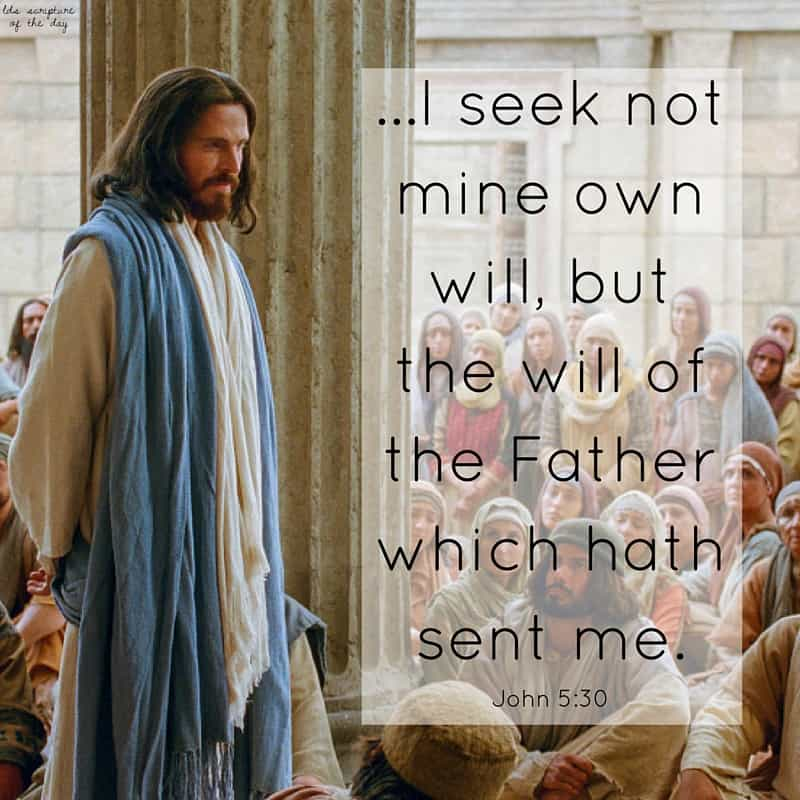 lds scripture
of the day
...I seek not
mine own
will, but
the will of
the Father
which hath
sent me.
John 5:30